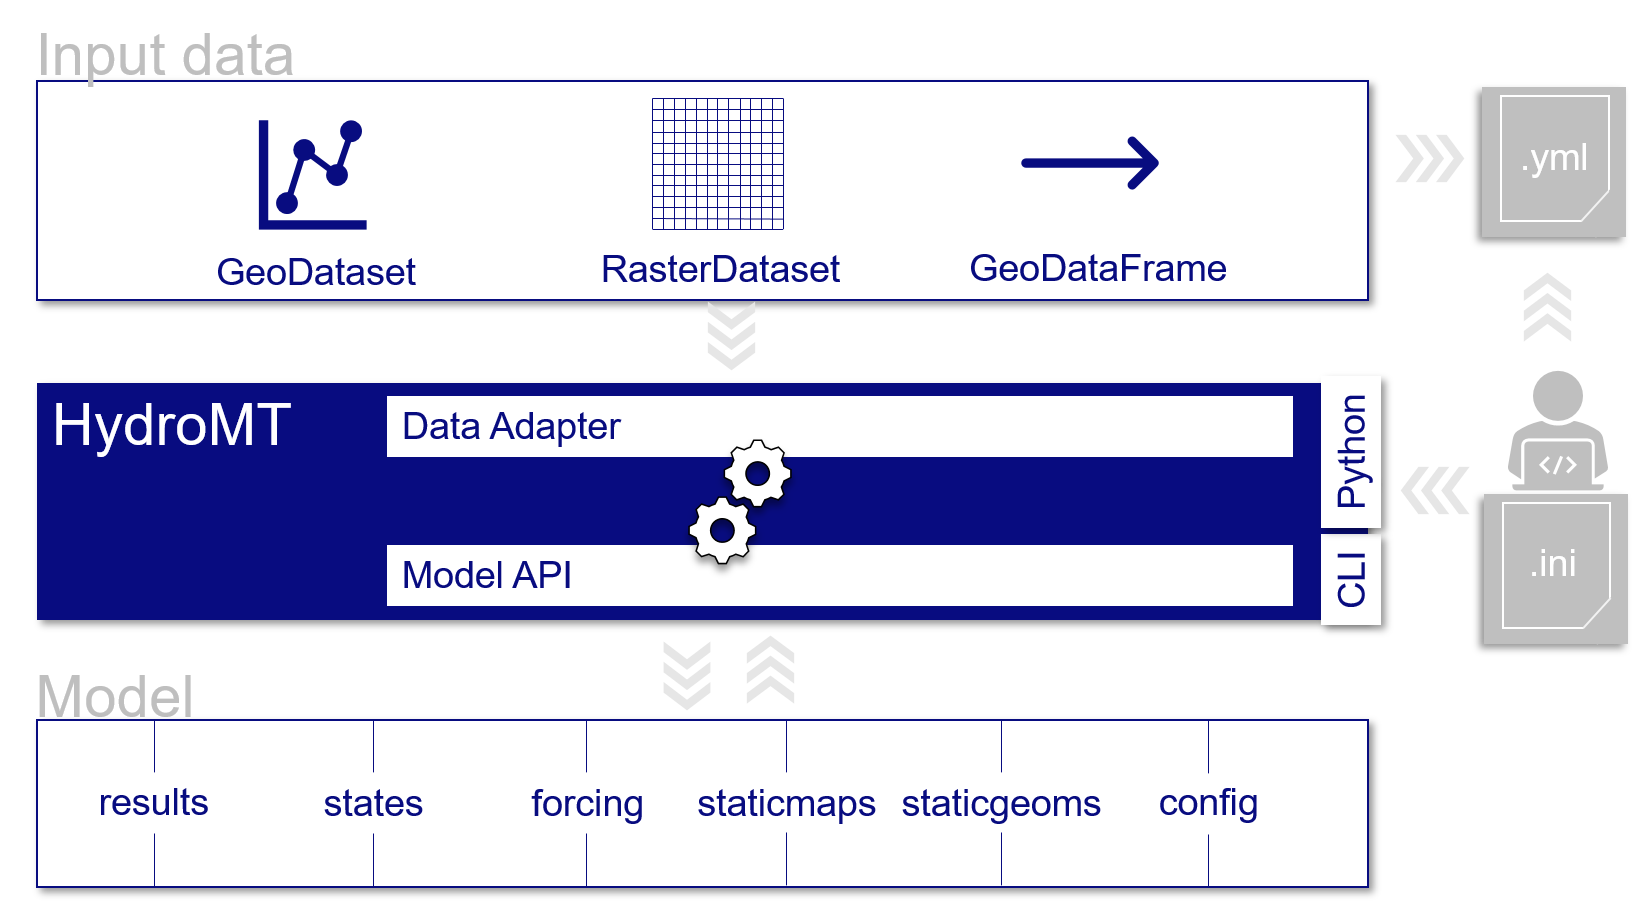 Input data
GeoDataset
RasterDataset
GeoDataFrame
.yml
HydroMT
Data Adapter
Model API
Python
CLI
</>
.ini
Model
results
states
forcing
staticmaps
staticgeoms
config